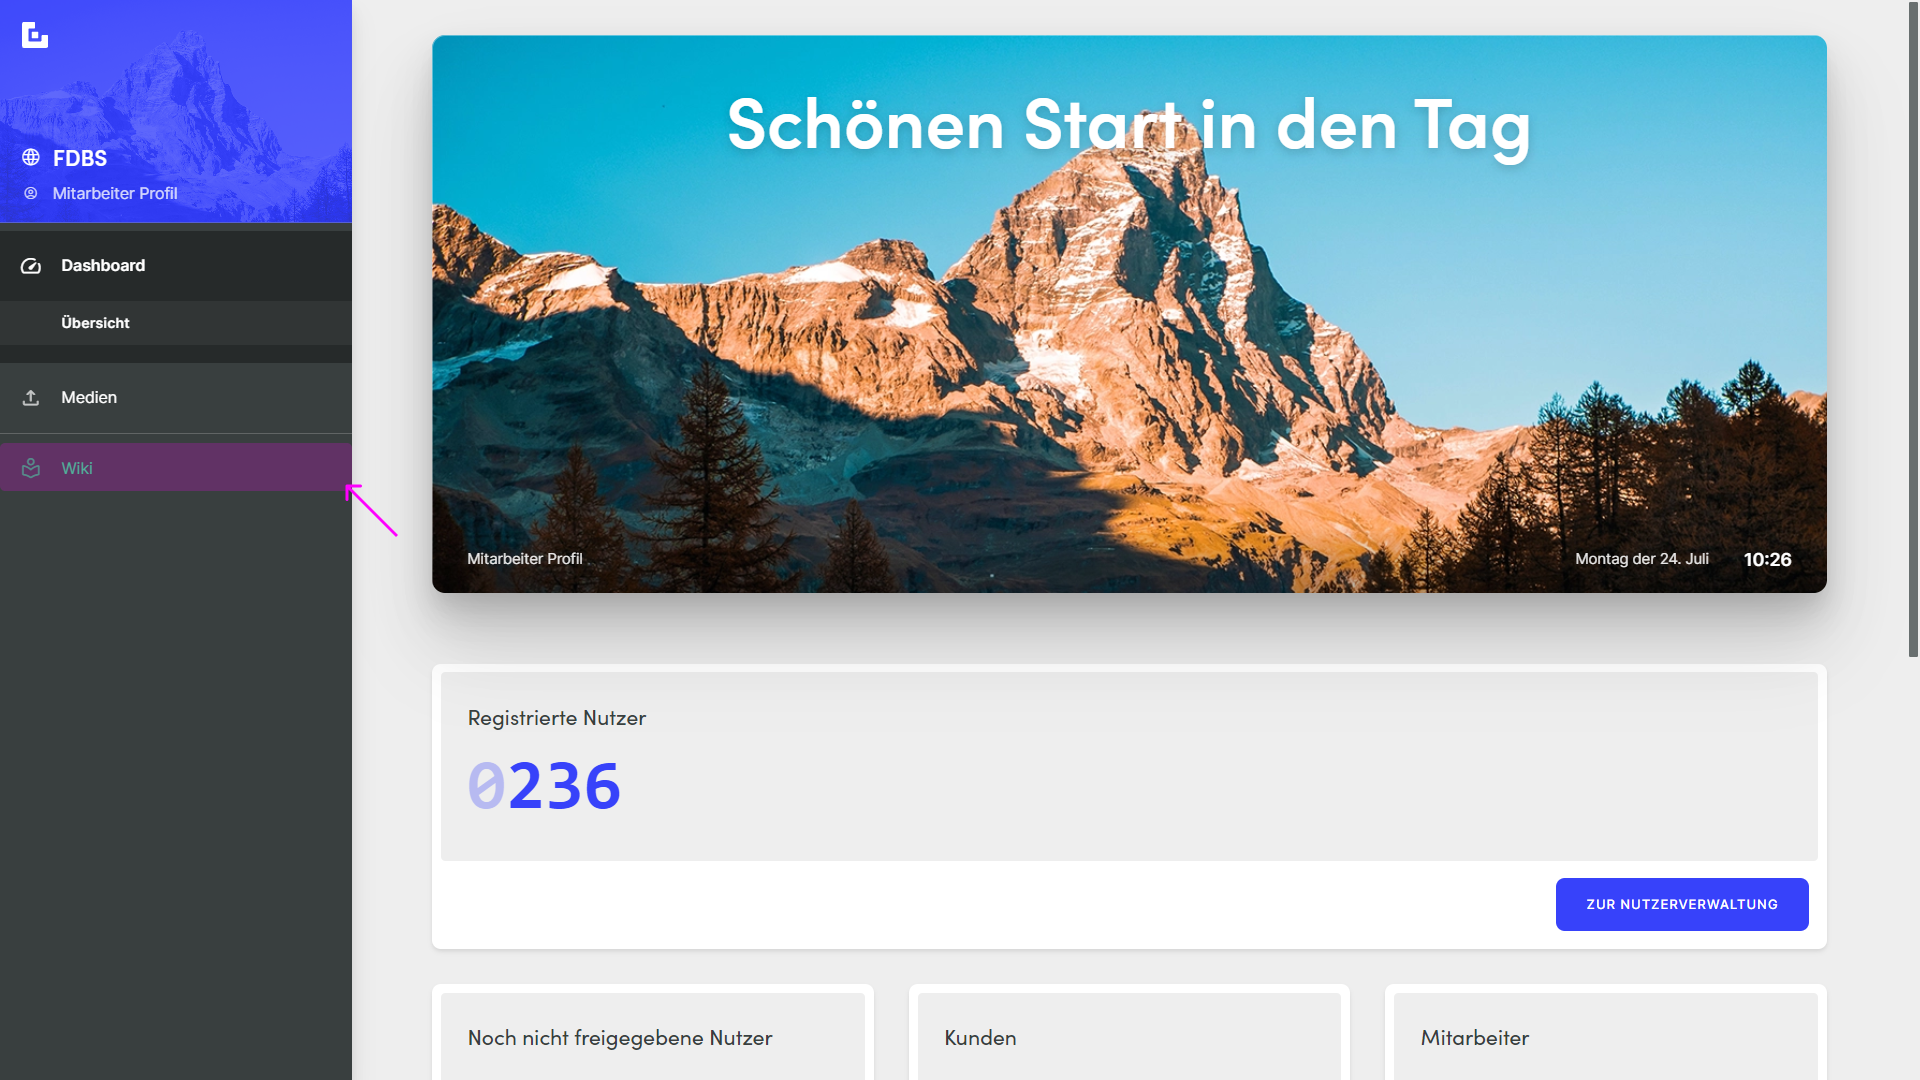 FDBS
Mitarbeiter Profil
Dashboard
Übersicht
Medien
Wiki
Schönen Start in den Tag
Mitarbeiter Profil
Montag der 24. Juli 10:26
Registrierte Nutzer
0236
ZUR NUTZERVERWALTUNG
Noch nicht freigegebene Nutzer
Kunden
Mitarbeiter